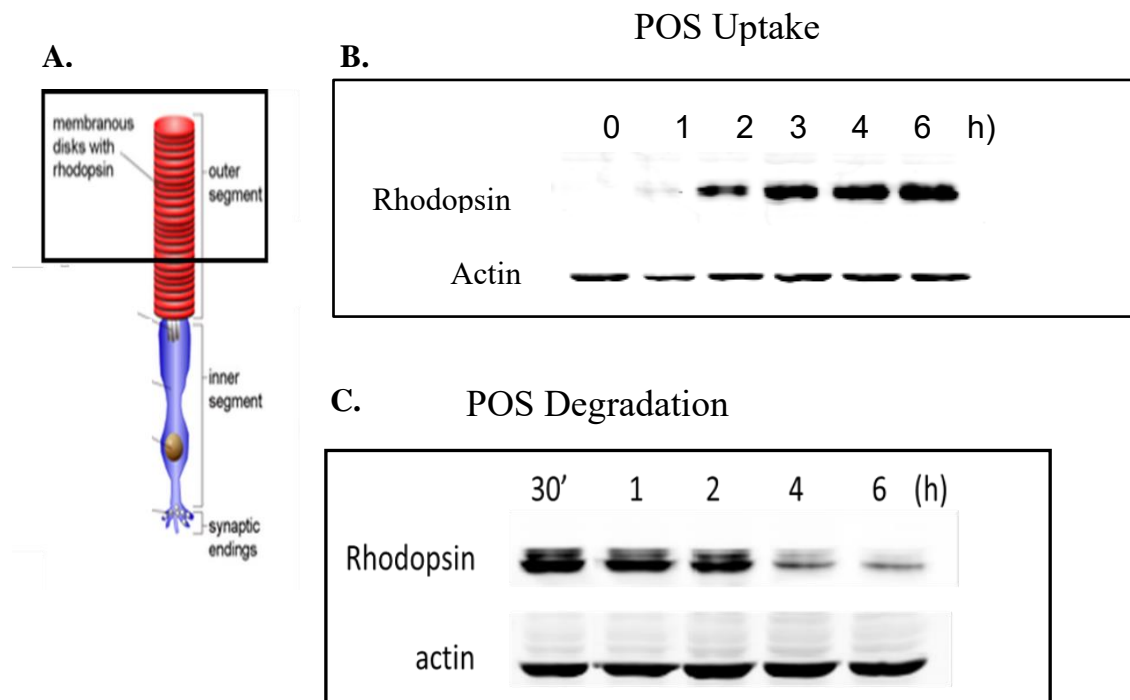 A.
membranous
disks with
rhodopsin
outer
segment
inner
segment
synaptic
endings
POS Uptake
B.
0 1 2 3 4 6 h)
Rhodopsin
Actin
C. POS Degradation
30’ 1 2 4 6 (h)
Rhodopsin
actin